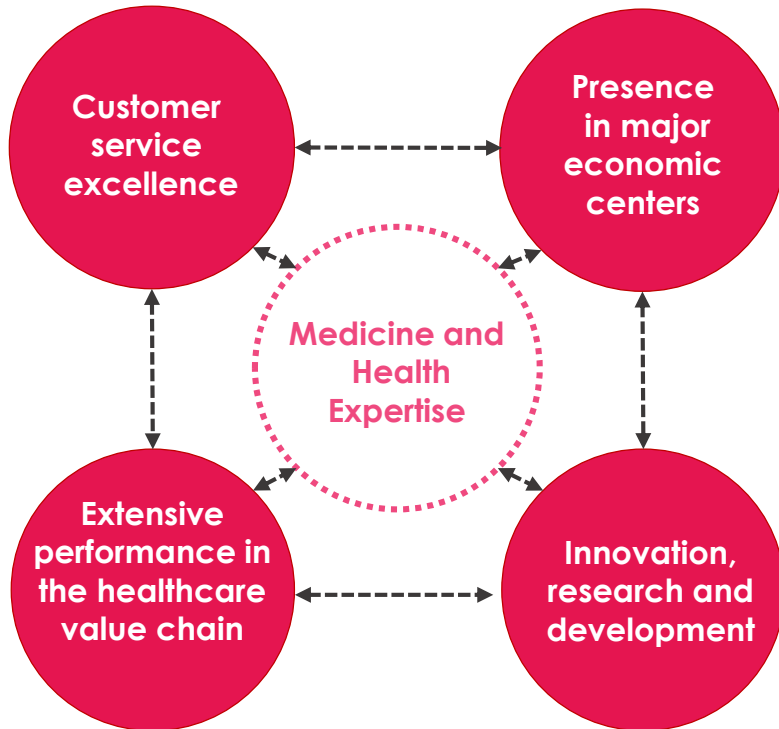 Customer
service
excellence
Presence
in major
economic
centers
Medicine and
Health
Expertise
Extensive
performance in
the healthcare
value chain
Innovation,
research and
development